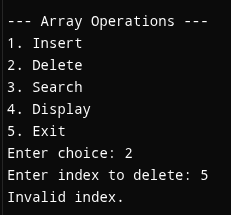 --- Array Operations ---
1. Insert
2. Delete
3. Search
4. Display
5. Exit
Enter choice: 2
Enter index to delete: 5
Invalid index.